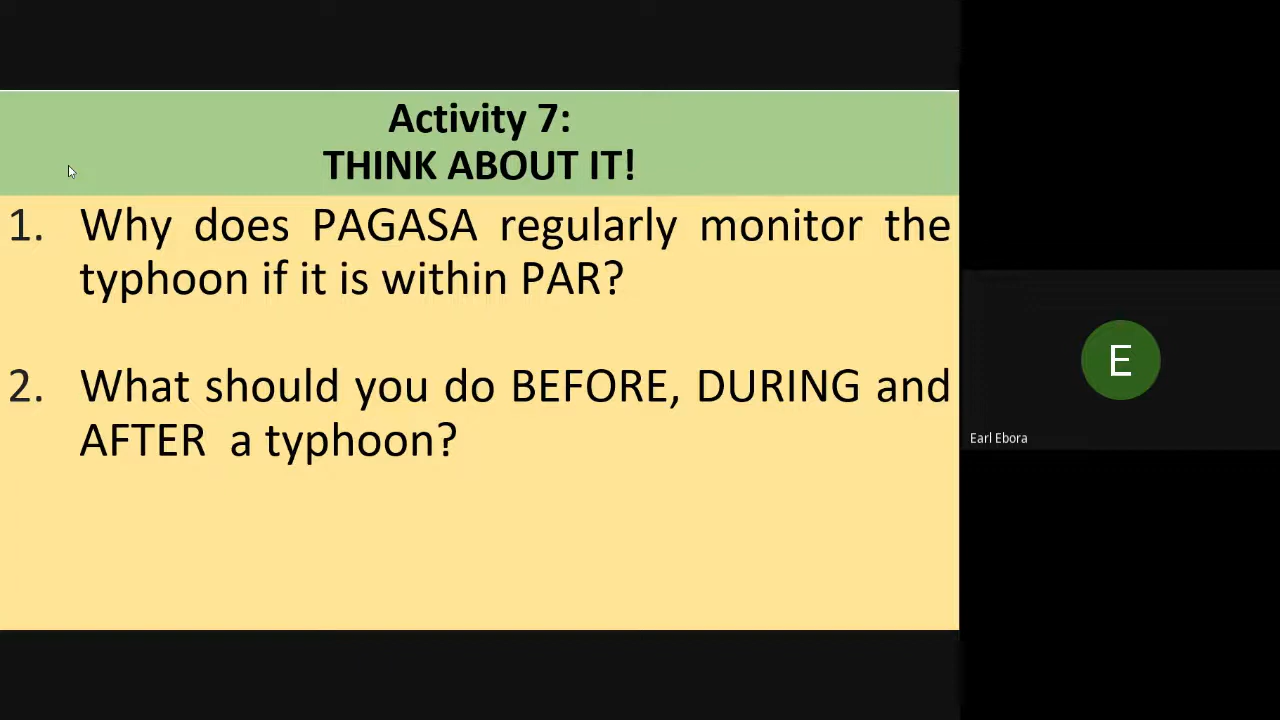 Activity 7:
THINK ABOUT IT!
1. Why does PAGASA regularly monitor the
typhoon if it is within PAR?
2. What should you do BEFORE, DURING and
AFTER a typhoon?
E
Earl Ebora